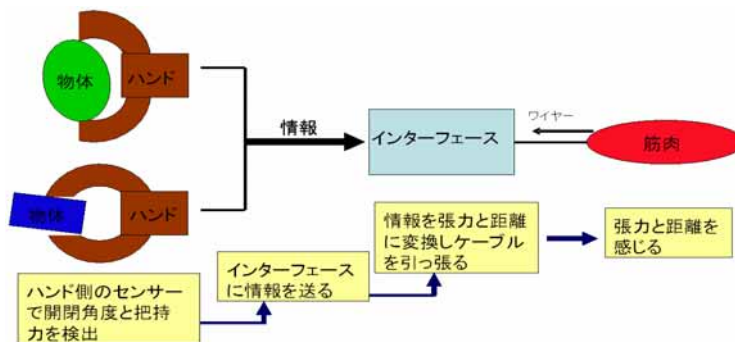 物体
ハンド
情報
インターフェース
ワイヤー
筋肉
物体
ハンド
ハンド側のセンサー
で開閉角度と把持
力を検出
インターフェース
に情報を送る
情報を張力と距離
に変換しケーブル
を引っ張る
張力と距離を
感じる